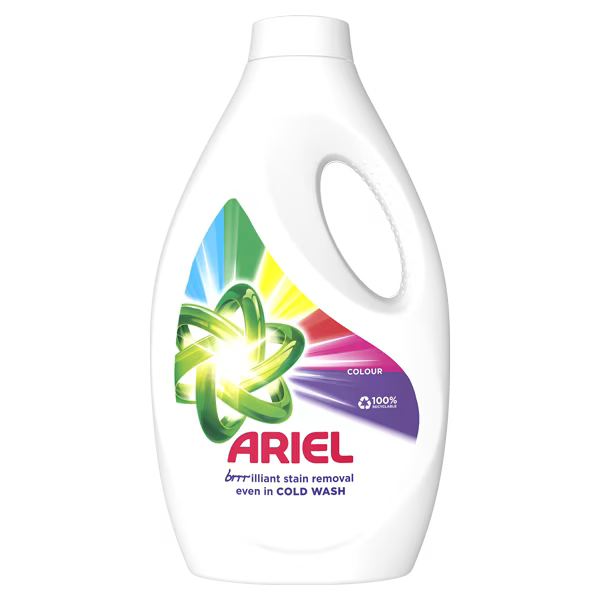 COLOUR
100%
RECYCLABLE
ARIEL
brrrilliant stain removal
even in COLD WASH